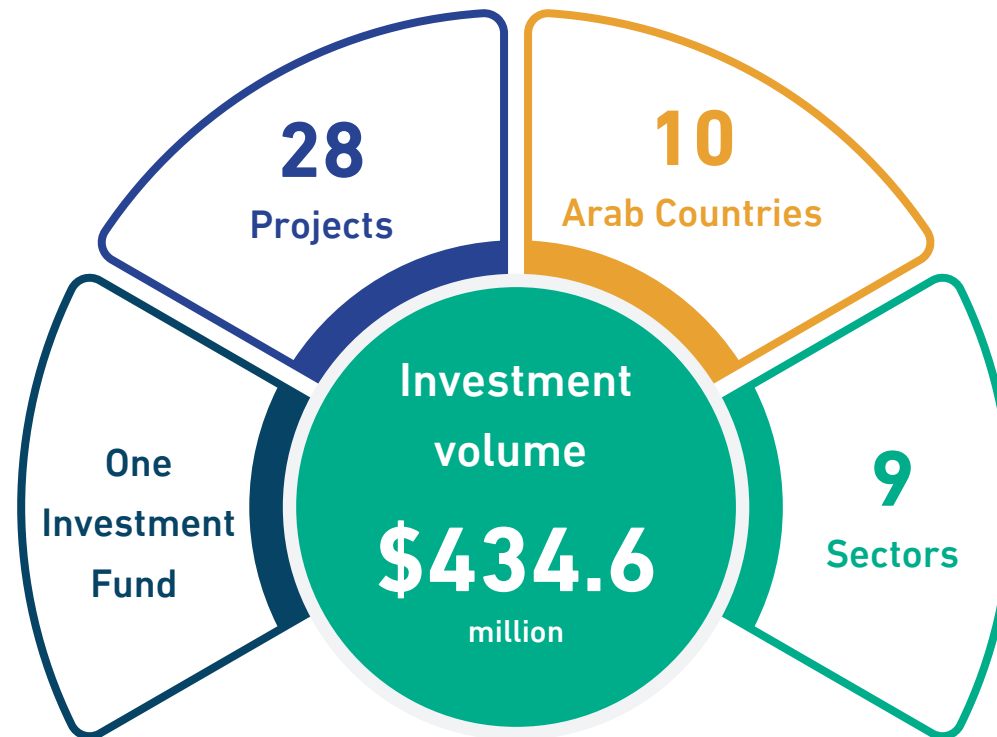 28
Projects
10
Arab Countries
One
Investment
Fund
Investment
volume
$434.6
million
9
Sectors